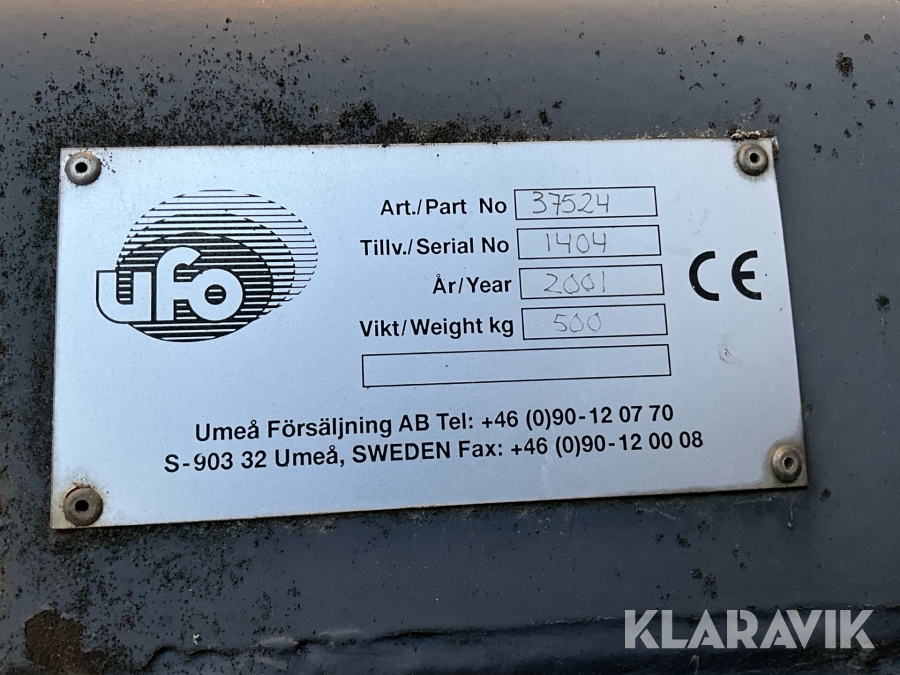 ufo
Art./Part No 37524
Tillv./Serial No 1404
År/Year 2001
Vikt/Weight kg 500
CE
Umeå Försäljning AB Tel: +46 (0)90-12 07 70
S-903 32 Umeå, SWEDEN Fax: +46 (0)90-12 00 08
KLARAVIK